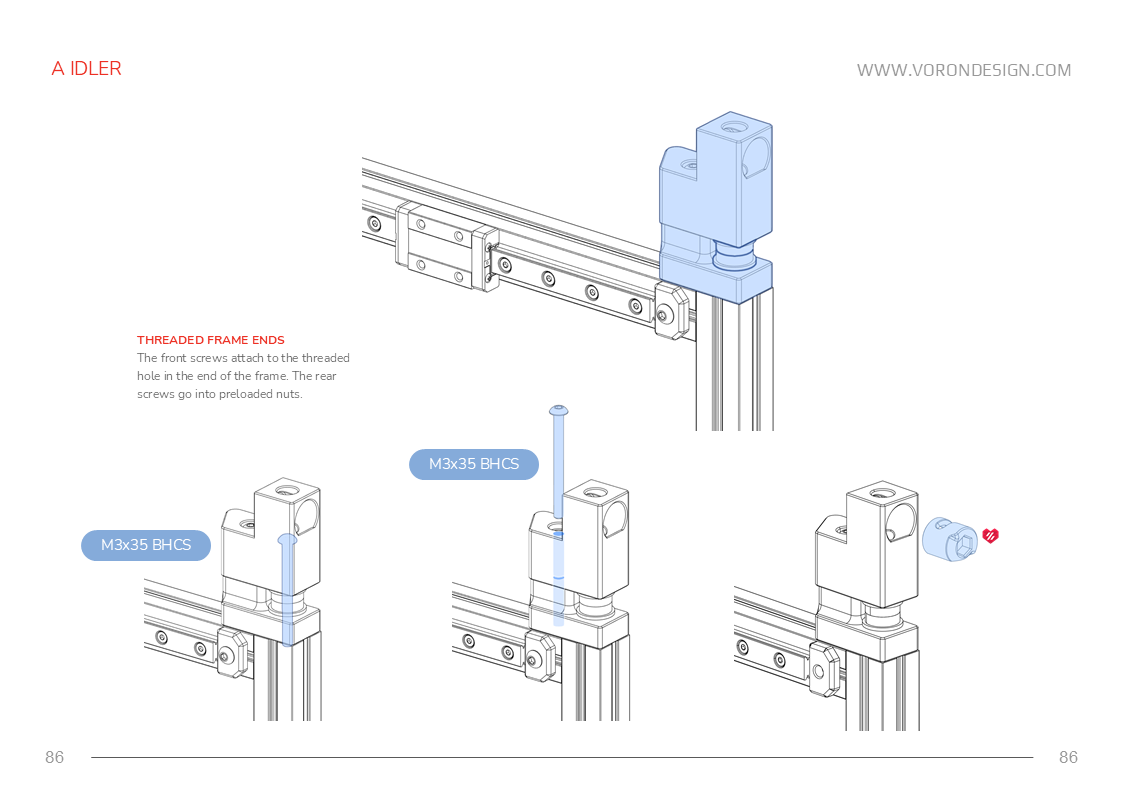 A IDLER
WWW.VORONDESIGN.COM
THREADED FRAME ENDS
The front screws attach to the threaded
hole in the end of the frame. The rear
screws go into preloaded nuts.
M3x35 BHCS
M3x35 BHCS
86
86